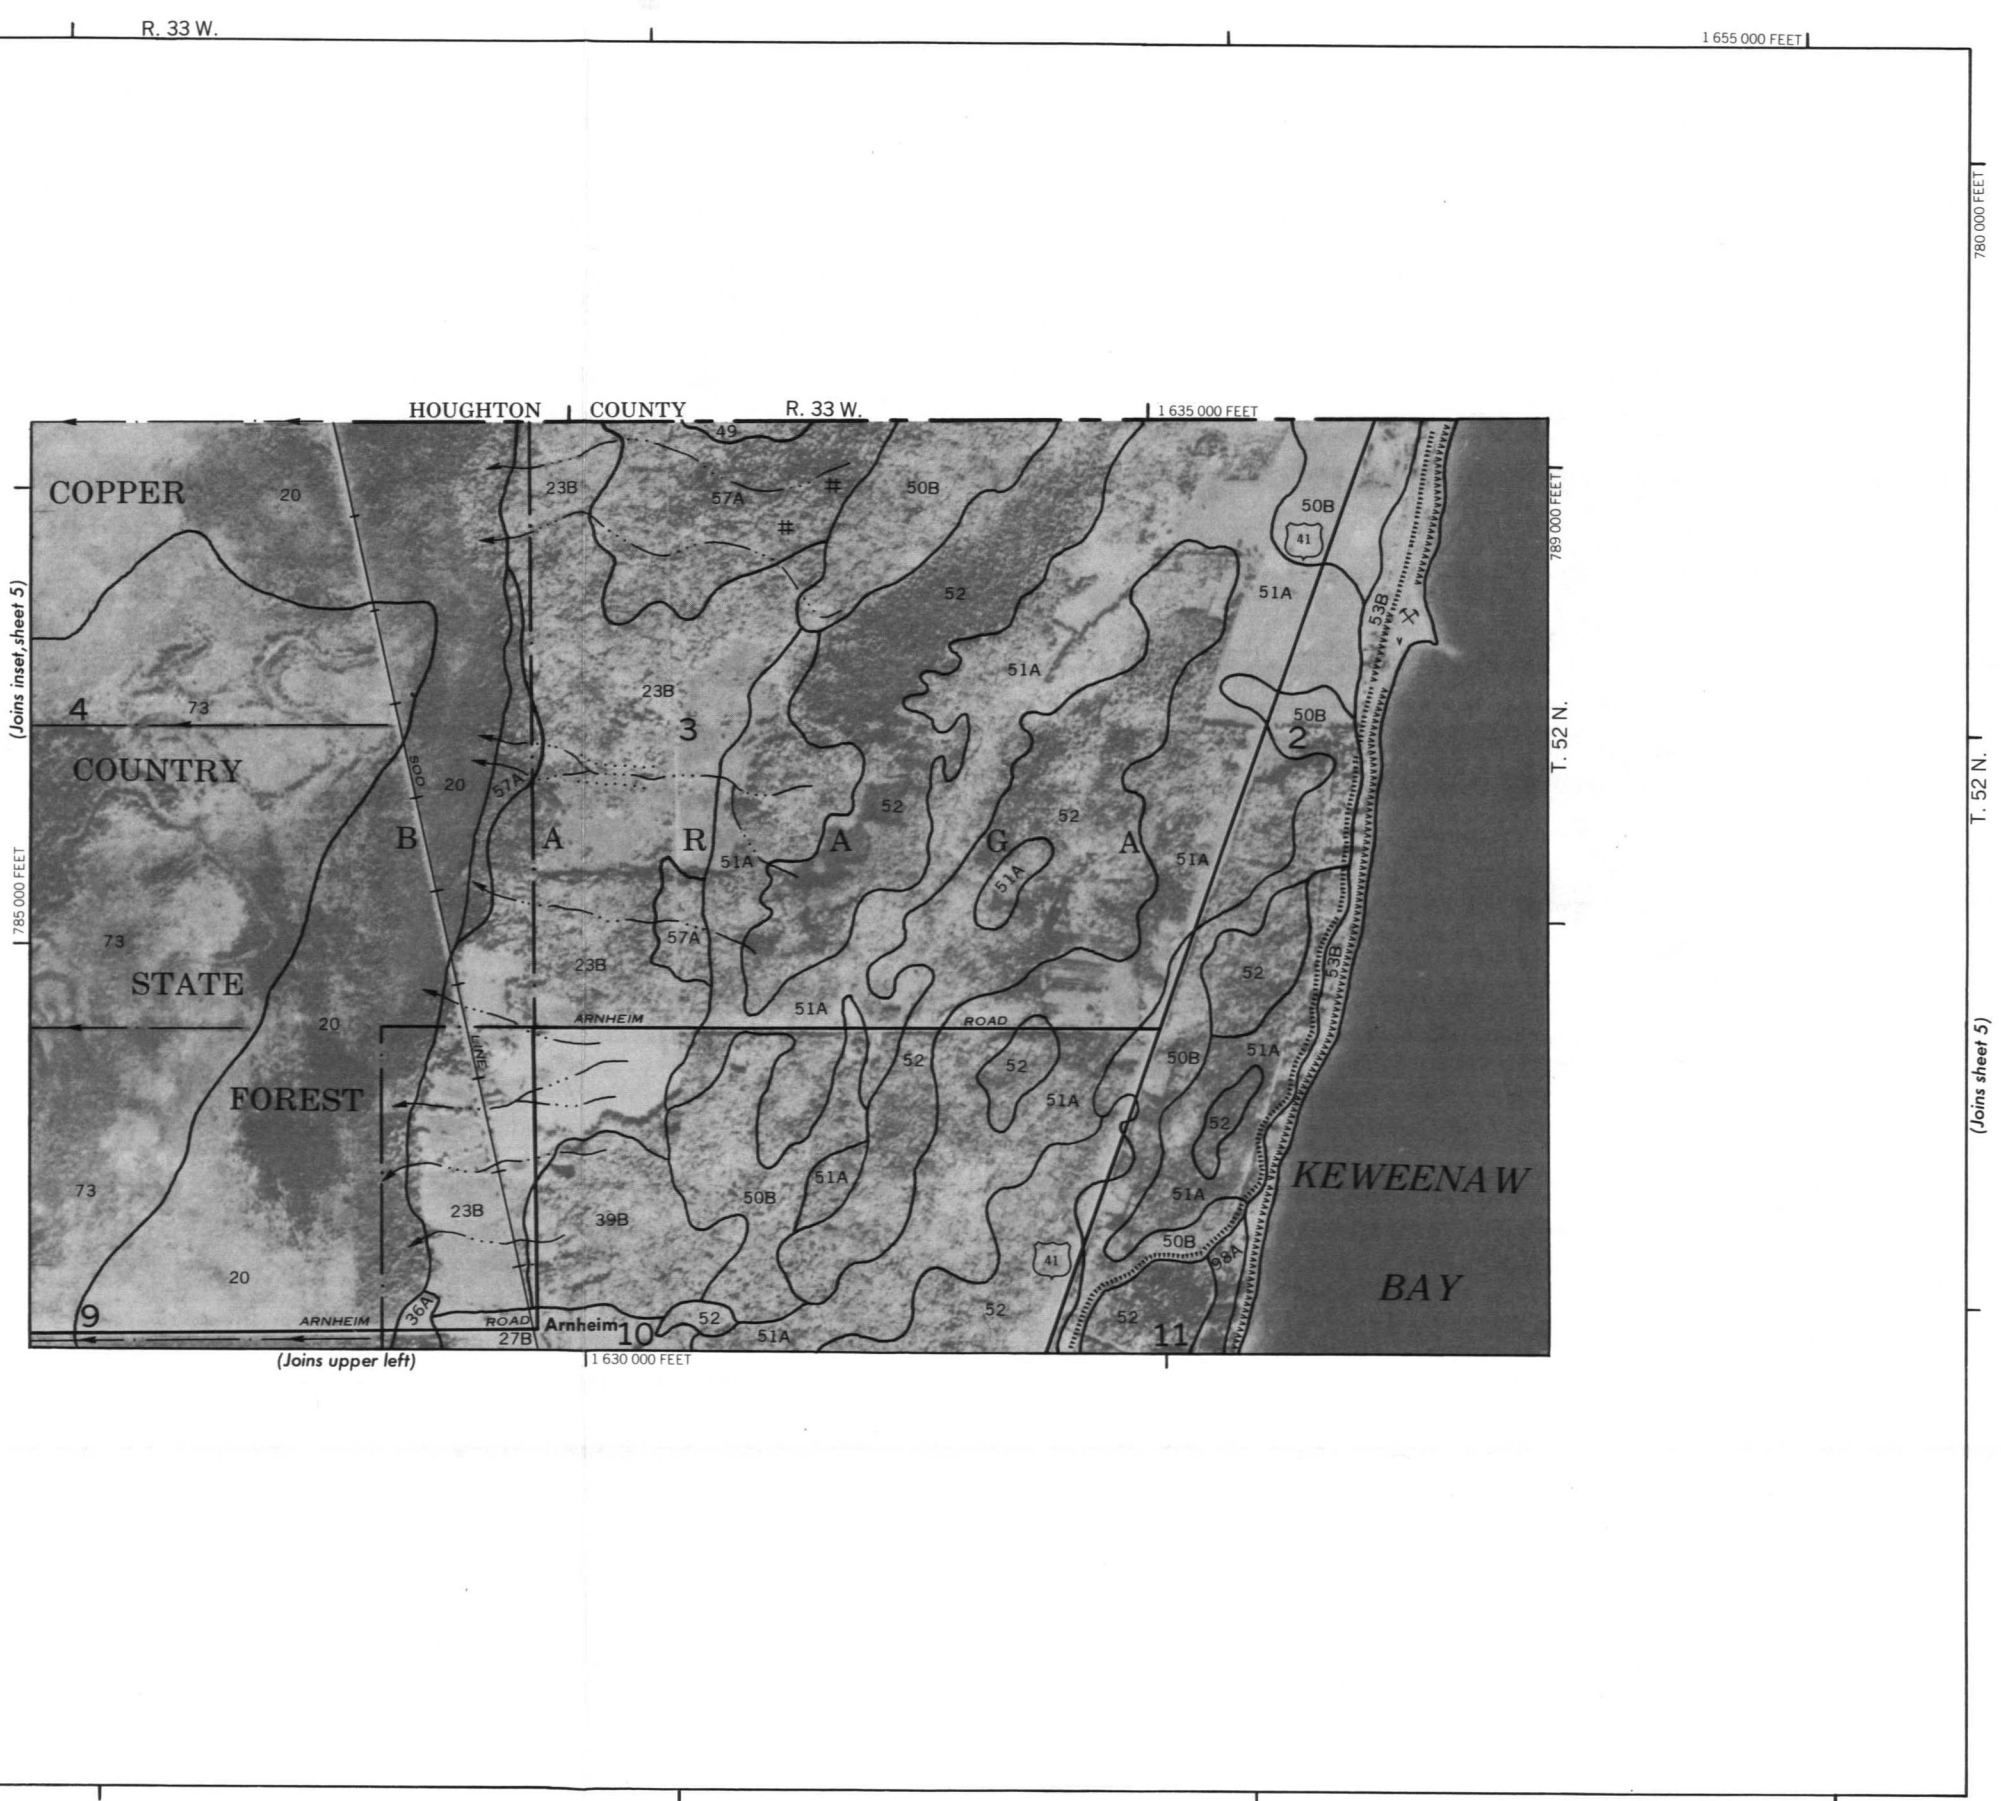 R. 33 W.
1 655 000 FEET
780 000 FEET
HOUGHTON COUNTY R. 33 W. 1 635 000 FEET
49
COPPER 20 23B 57A 50B 50B
41
789 000 FEET
52 51A 53B
(Joins inset, sheet 5)
51A
23B
4 73 3 50B 2
T. 52 N.
T. 52 N.
COUNTRY SOO 20 57A 52 52
B A R A G A
51A 51A 51A
785 000 FEET
73 57A 23B 53B
STATE 52
51A
20 ARNHEIM ROAD
LINE 52 52 50B 51A
(Joins sheet 5)
FOREST 51A 52
73 50B 51A 51A KEWEENAW
23B 39B 50B
41 98A
20 BAY
9 36A 52 52 52
ARNHEIM ROAD Arnheim 10 51A 11
27B
(Joins upper left) 1 630 000 FEET